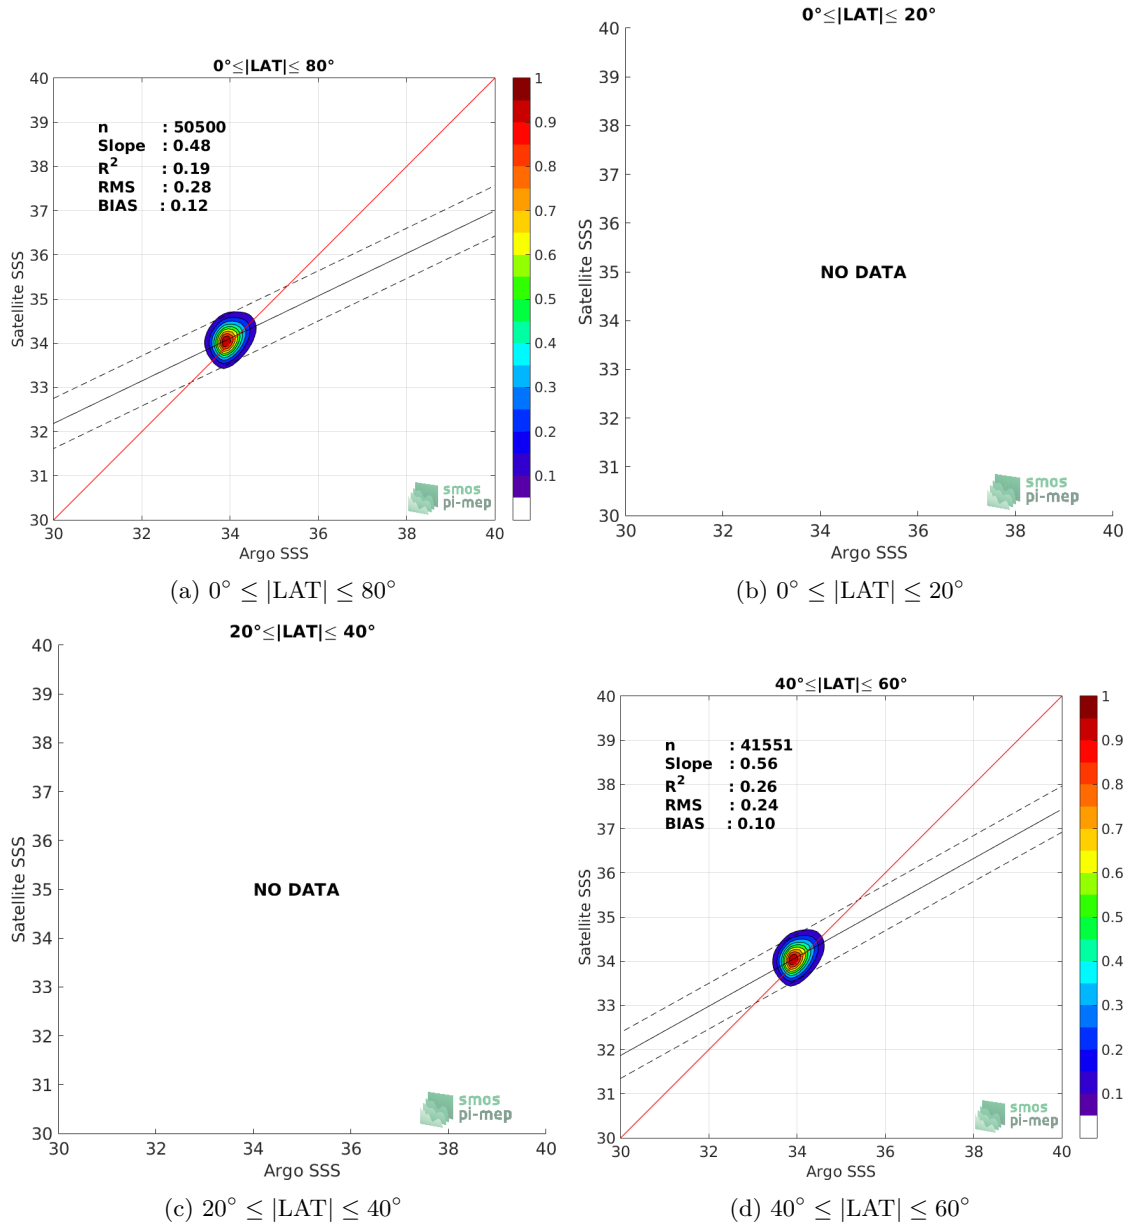 0°≤|LAT|≤ 80°
40
39
38
37
36
35
34
33
32
31
30
Satellite SSS
n : 50500
Slope : 0.48
R2 : 0.19
RMS : 0.28
BIAS : 0.12
smos
pi-mep
30 32 34 36 38 40
Argo SSS
1
0.9
0.8
0.7
0.6
0.5
0.4
0.3
0.2
0.1
(a) 0° ≤ |LAT| ≤ 80°
0°≤|LAT|≤ 20°
40
39
38
37
36
35
34
33
32
31
30
Satellite SSS
NO DATA
smos
pi-mep
30 32 34 36 38 40
Argo SSS
(b) 0° ≤ |LAT| ≤ 20°
20°≤|LAT|≤ 40°
40
39
38
37
36
35
34
33
32
31
30
Satellite SSS
NO DATA
smos
pi-mep
30 32 34 36 38 40
Argo SSS
(c) 20° ≤ |LAT| ≤ 40°
40°≤|LAT|≤ 60°
40
39
38
37
36
35
34
33
32
31
30
Satellite SSS
n : 41551
Slope : 0.56
R2 : 0.26
RMS : 0.24
BIAS : 0.10
smos
pi-mep
30 32 34 36 38 40
Argo SSS
1
0.9
0.8
0.7
0.6
0.5
0.4
0.3
0.2
0.1
(d) 40° ≤ |LAT| ≤ 60°